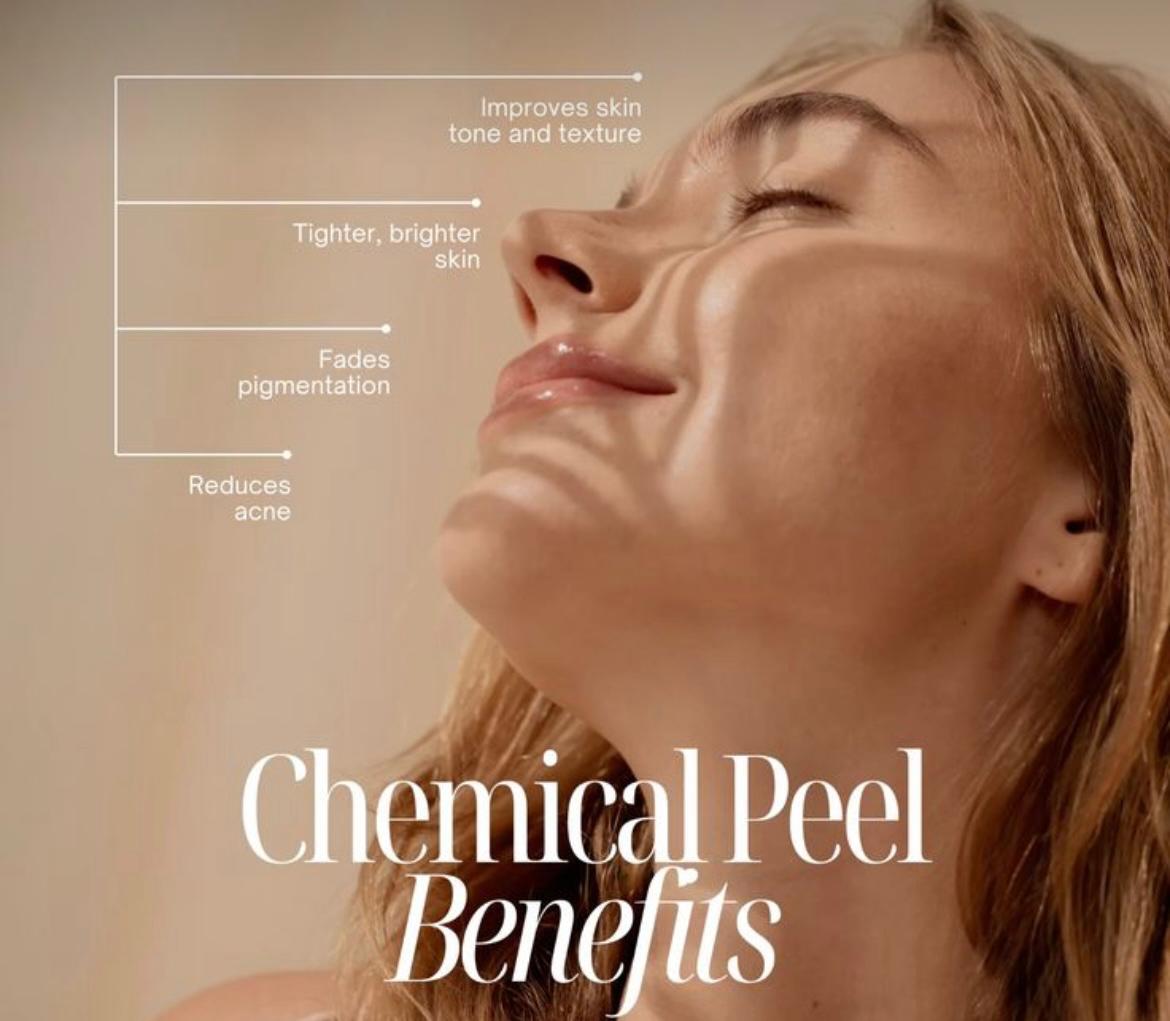 Improves skin
tone and texture
Tighter, brighter
skin
Fades
pigmentation
Reduces
acne
Chemical Peel
Benefits